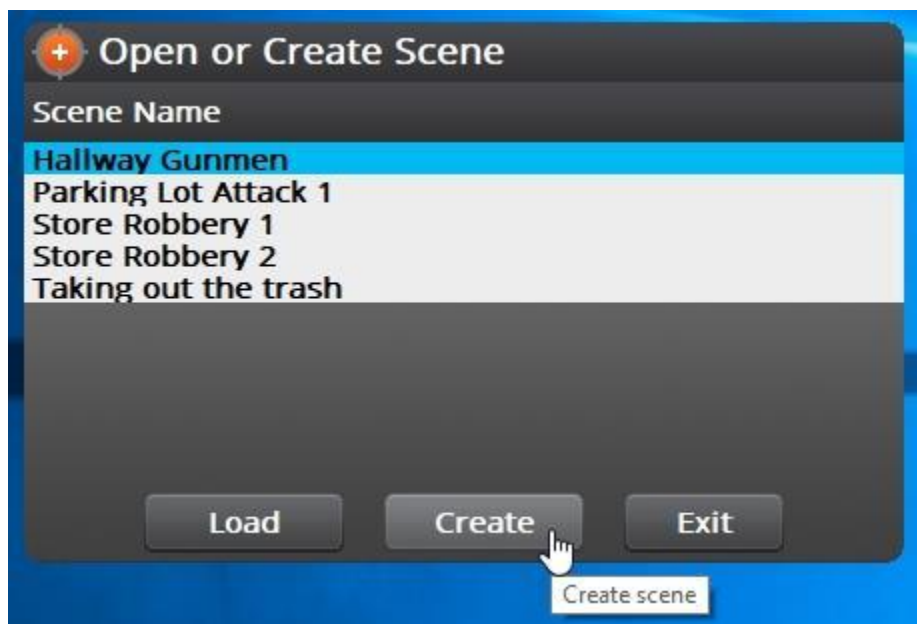 Open or Create Scene
Scene Name
Hallway Gunmen
Parking Lot Attack 1
Store Robbery 1
Store Robbery 2
Taking out the trash
Load Create Exit
Create scene